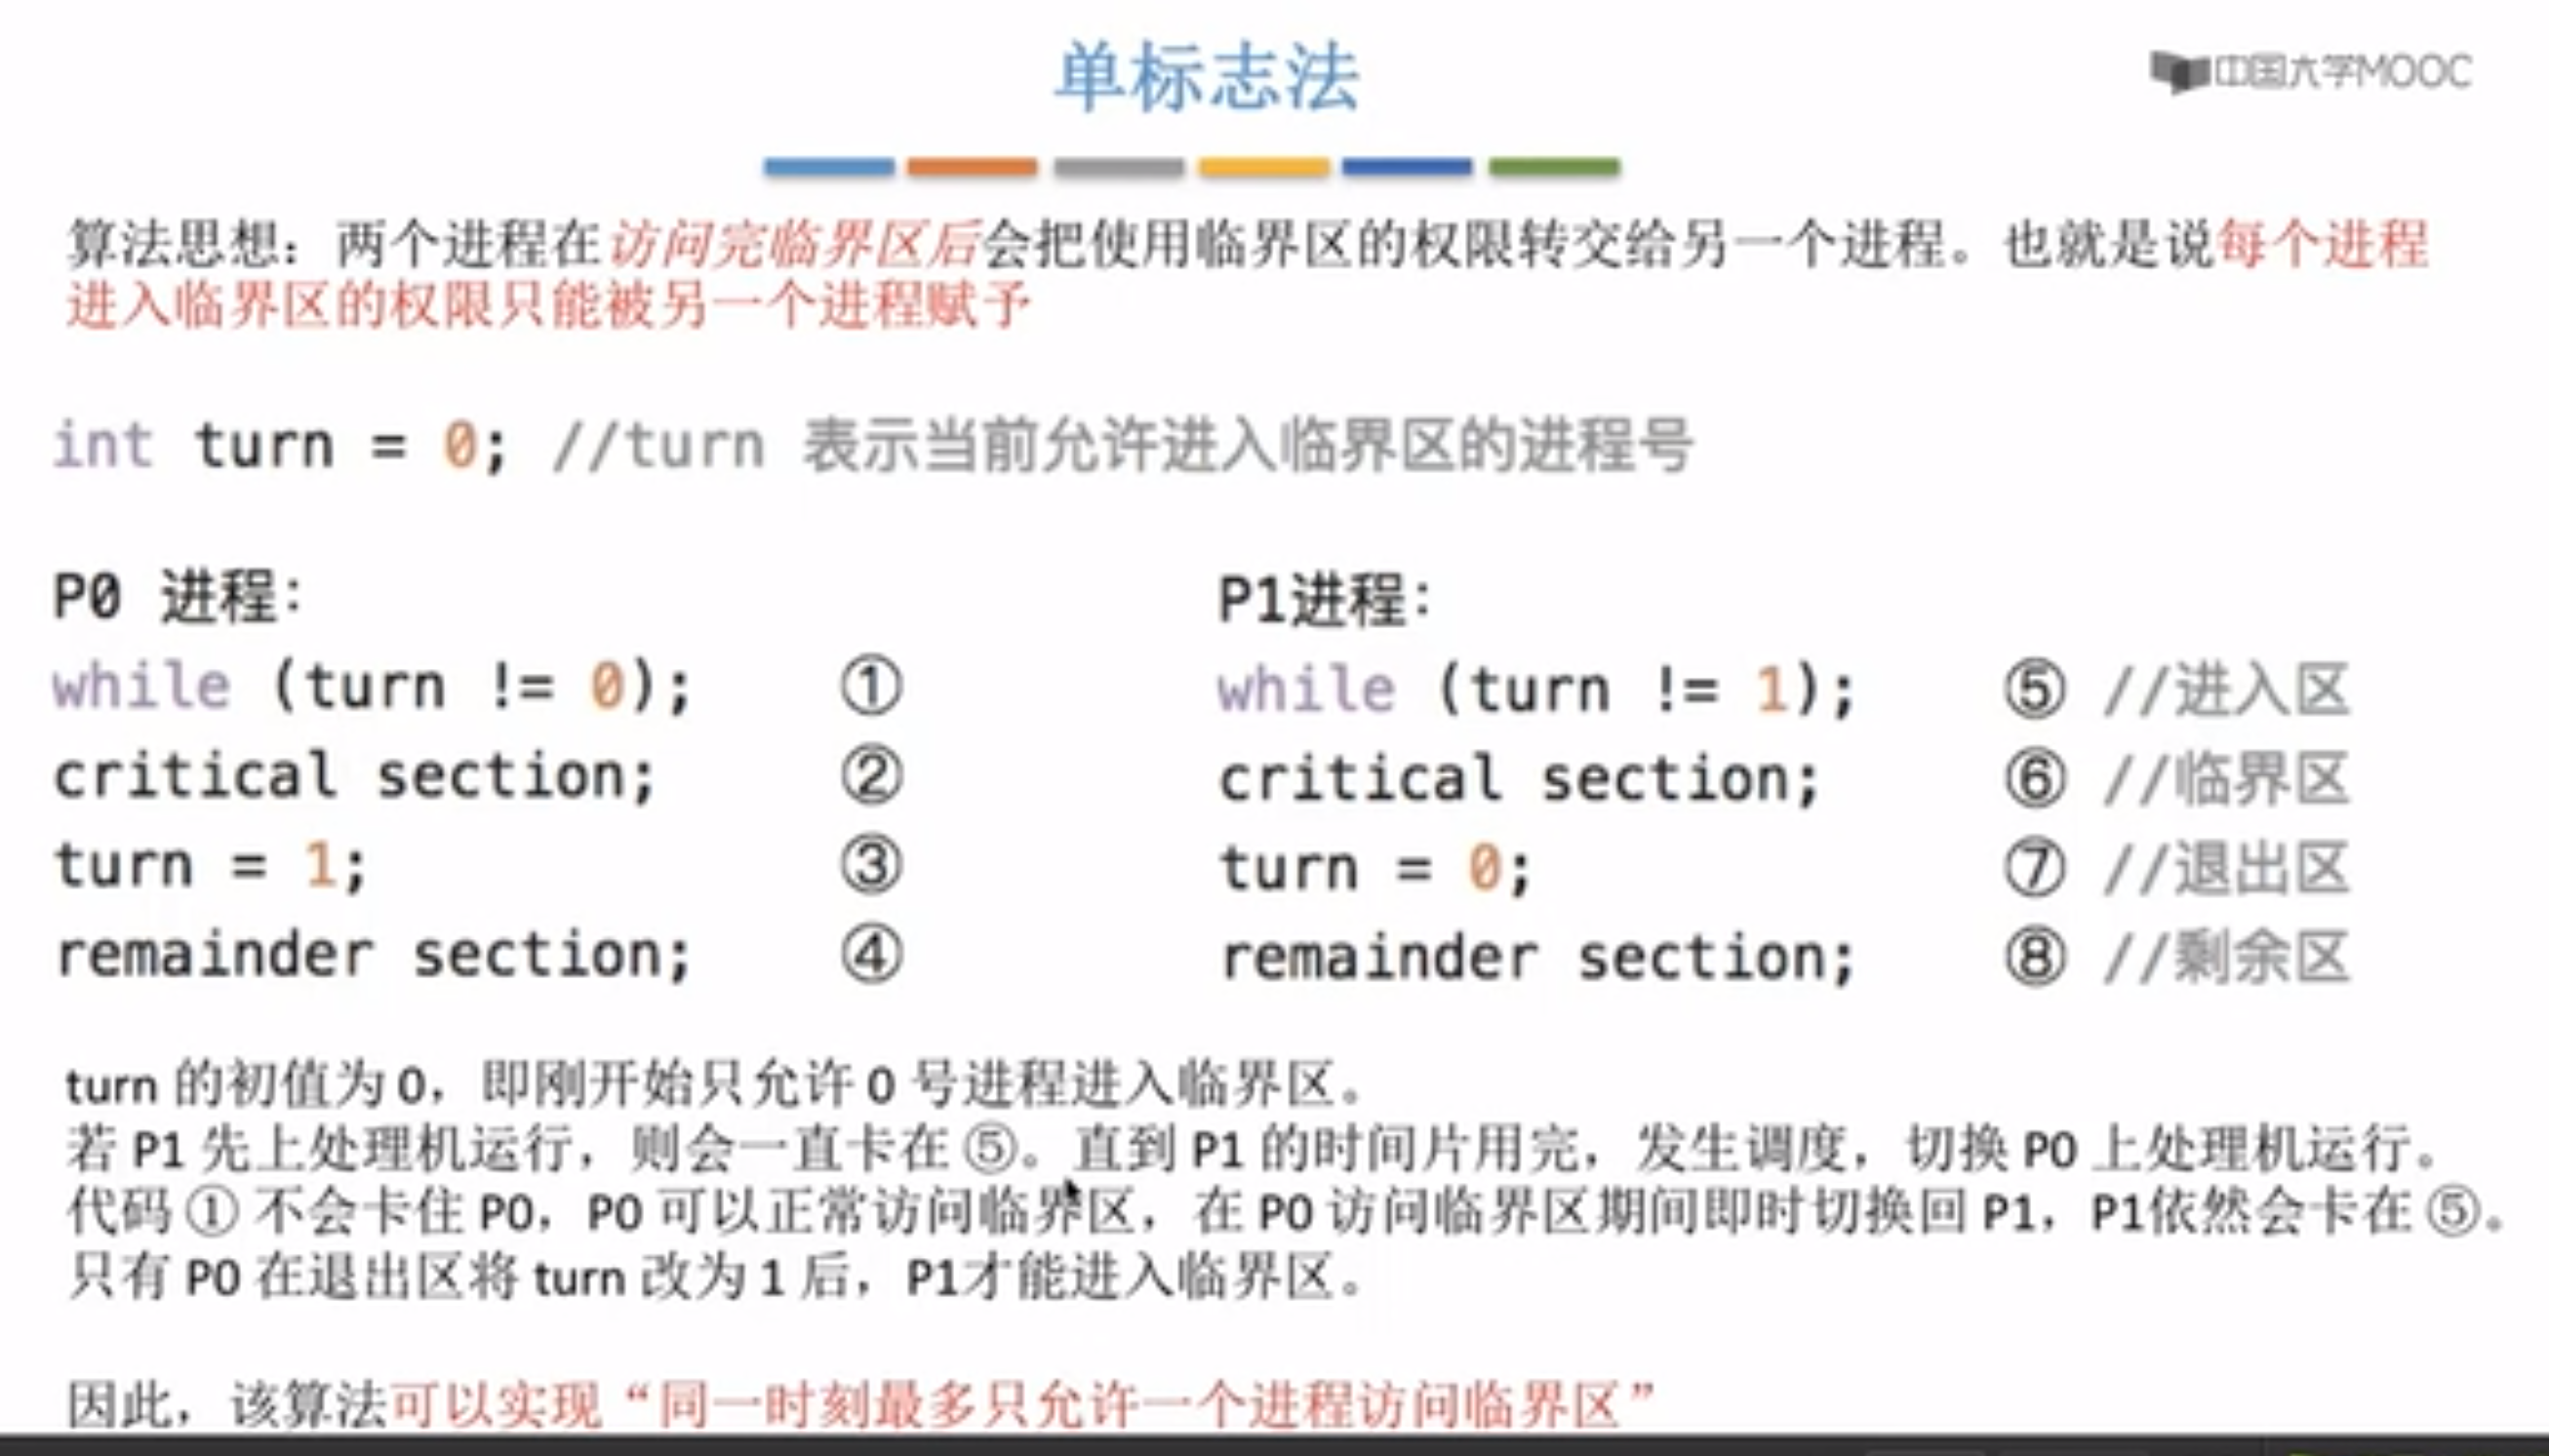 单标志法
中国大学MOOC
算法思想：两个进程在访问完临界区后会把使用临界区的权限转交给另一个进程。也就是说每个进程
进入临界区的权限只能被另一个进程赋予
int turn = 0; //turn 表示当前允许进入临界区的进程号
P0 进程：
while (turn != 0); ①
critical section; ②
turn = 1; ③
remainder section; ④
P1进程：
while (turn != 1); ⑤ //进入区
critical section; ⑥ //临界区
turn = 0; ⑦ //退出区
remainder section; ⑧ //剩余区
turn 的初值为 0，即刚开始只允许 0 号进程进入临界区。
若 P1 先上处理机运行，则会一直卡在 ⑤。直到 P1 的时间片用完，发生调度，切换 P0 上处理机运行。
代码 ① 不会卡住 P0，P0 可以正常访问临界区，在 P0 访问临界区期间即时切换回 P1，P1依然会卡在 ⑤。
只有 P0 在退出区将 turn 改为 1 后，P1才能进入临界区。
因此，该算法可以实现“同一时刻最多只允许一个进程访问临界区”